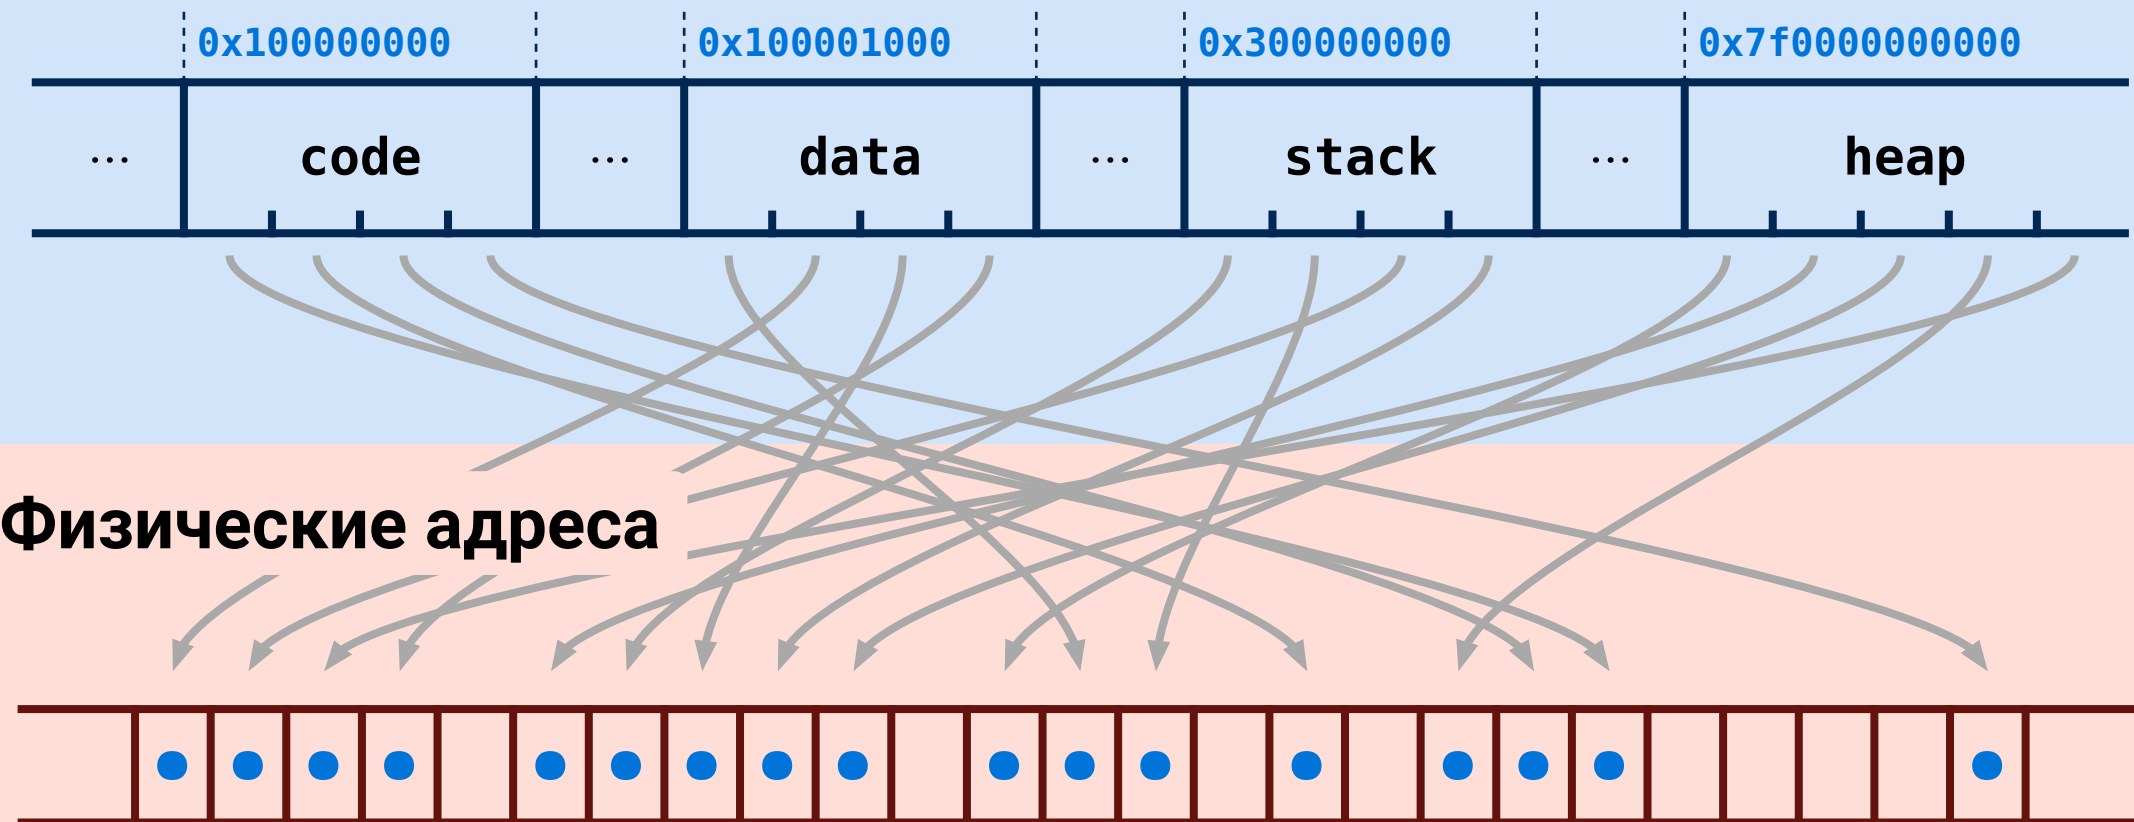 0x100000000 0x100001000 0x300000000 0x7f0000000000
... code ... data ... stack ... heap
Физические адреса